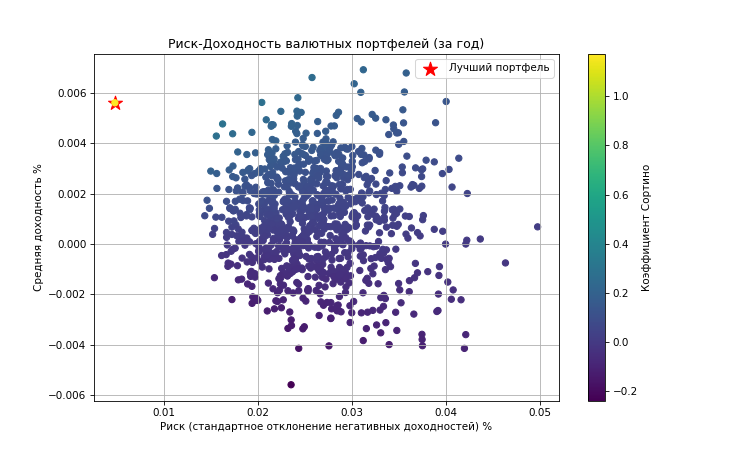 Риск-Доходность валютных портфелей (за год)
Лучший портфель
0.006
0.004
0.002
0.000
−0.002
−0.004
−0.006
Средняя доходность %
0.01 0.02 0.03 0.04 0.05
Риск (стандартное отклонение негативных доходностей) %
1.0
0.8
0.6
0.4
0.2
0.0
−0.2
Коэффициент Сортино